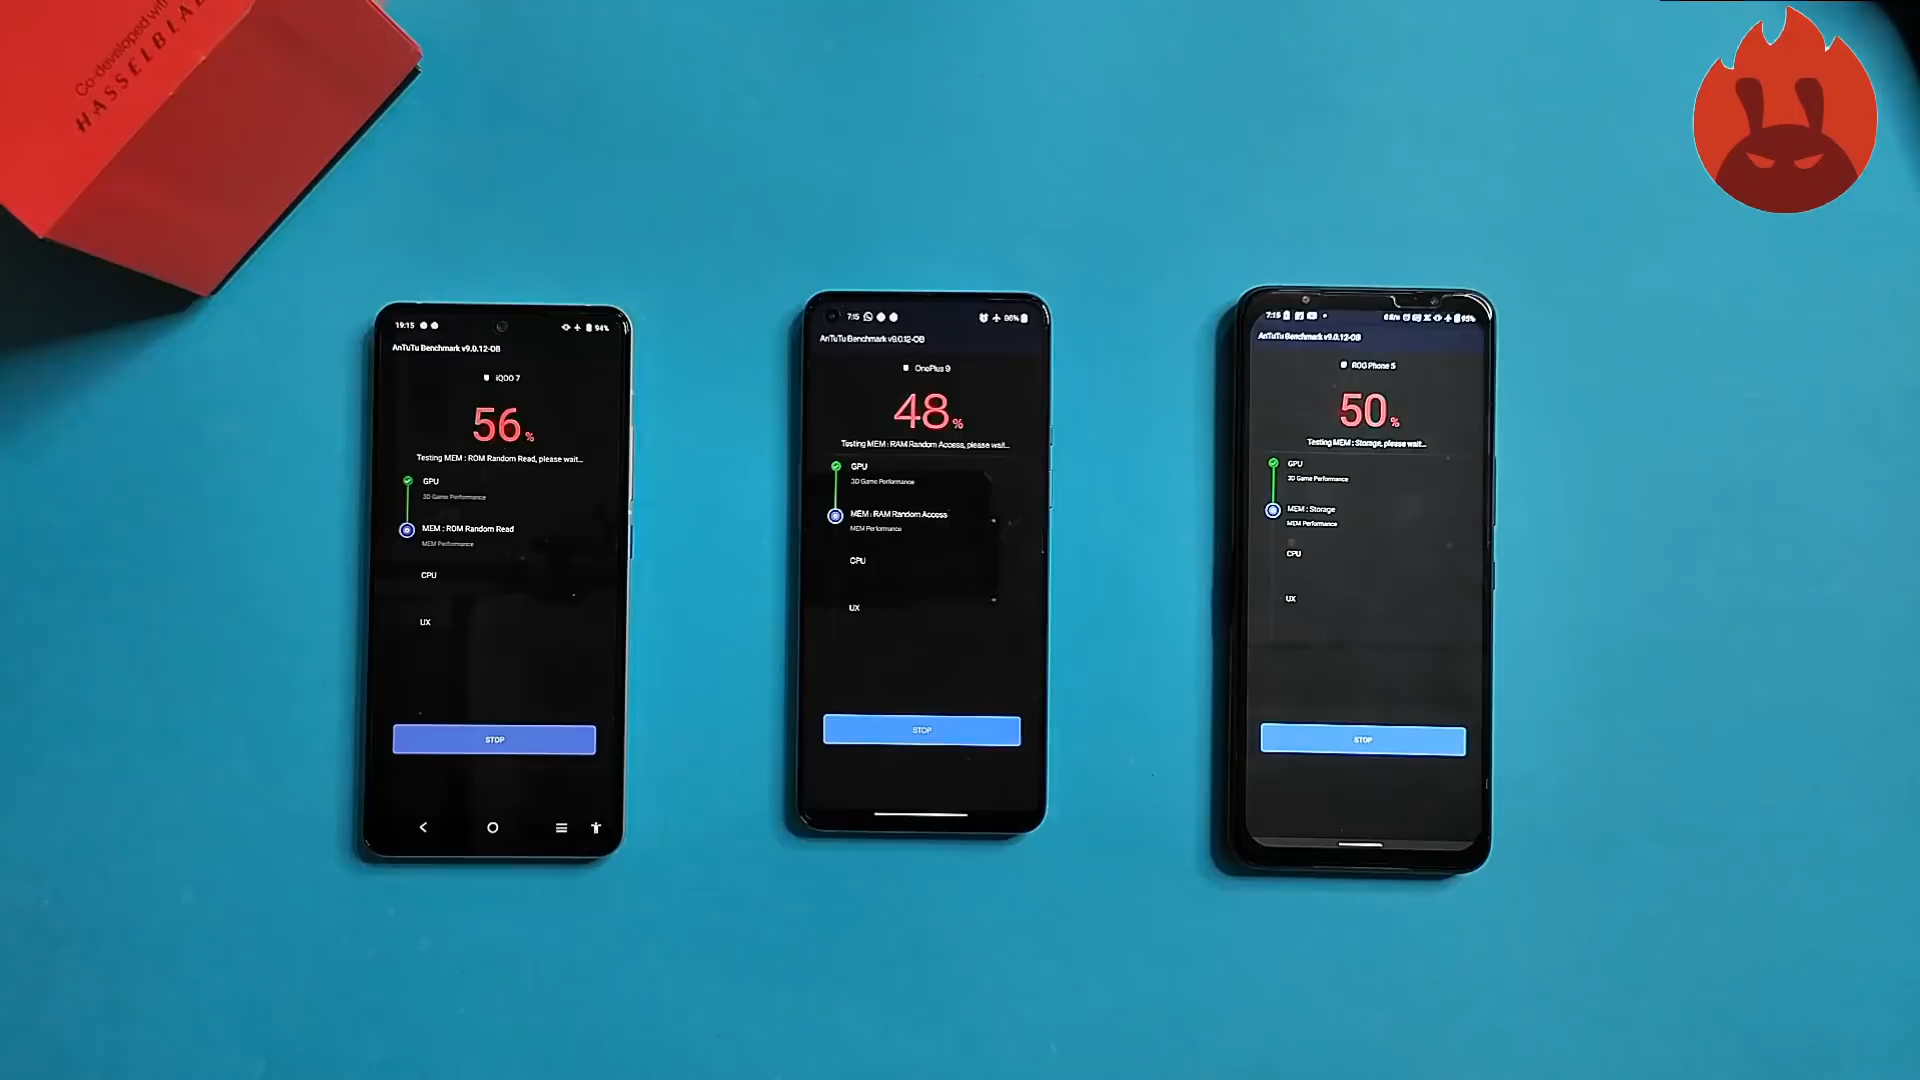 Co-developed with
HASSELBLAD
19:15
94%
AnTuTu Benchmark v9.0.12-OB
iQOO 7
56%
Testing MEM : ROM Random Read, please wait...
GPU
3D Game Performance
MEM : ROM Random Read
MEM Performance
CPU
UX
STOP
7:15
86%
AnTuTu Benchmark v9.0.12-OB
OnePlus 9
48%
Testing MEM : RAM Random Access, please wait...
GPU
3D Game Performance
MEM : RAM Random Access
MEM Performance
CPU
UX
STOP
7:15
95%
AnTuTu Benchmark v9.0.12-OB
ROG Phone 5
50%
Testing MEM : Storage, please wait...
GPU
3D Game Performance
MEM : Storage
MEM Performance
CPU
UX
STOP